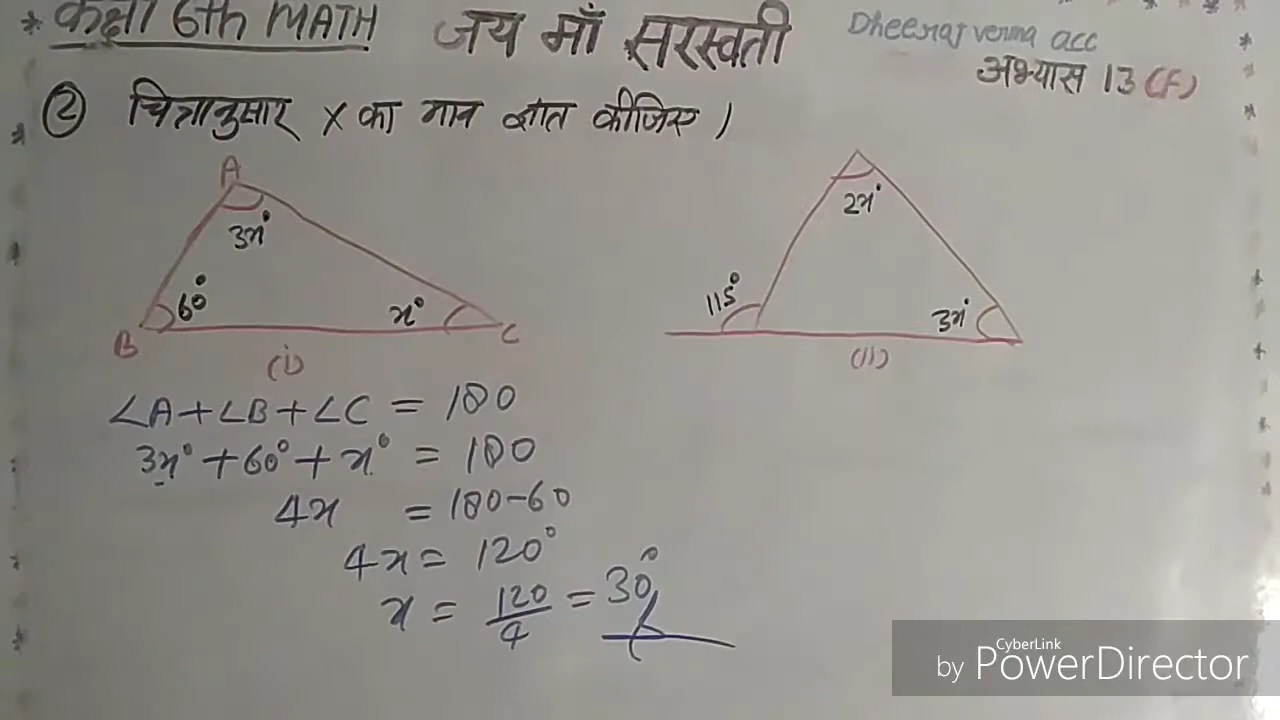 * कक्षा 6th MATH जय माँ सरस्वती Dheeraj verma acc
अभ्यास 13 (F)
② चित्रानुसार x का मान ज्ञात कीजिए ।
A
3x°
60°
x°
B
C
(i)
2x°
115°
3x°
(ii)
∠A+∠B+∠C = 180
3x°+60°+x° = 180
4x = 180-60
4x = 120°
x = 120/4 = 30°
CyberLink
by PowerDirector